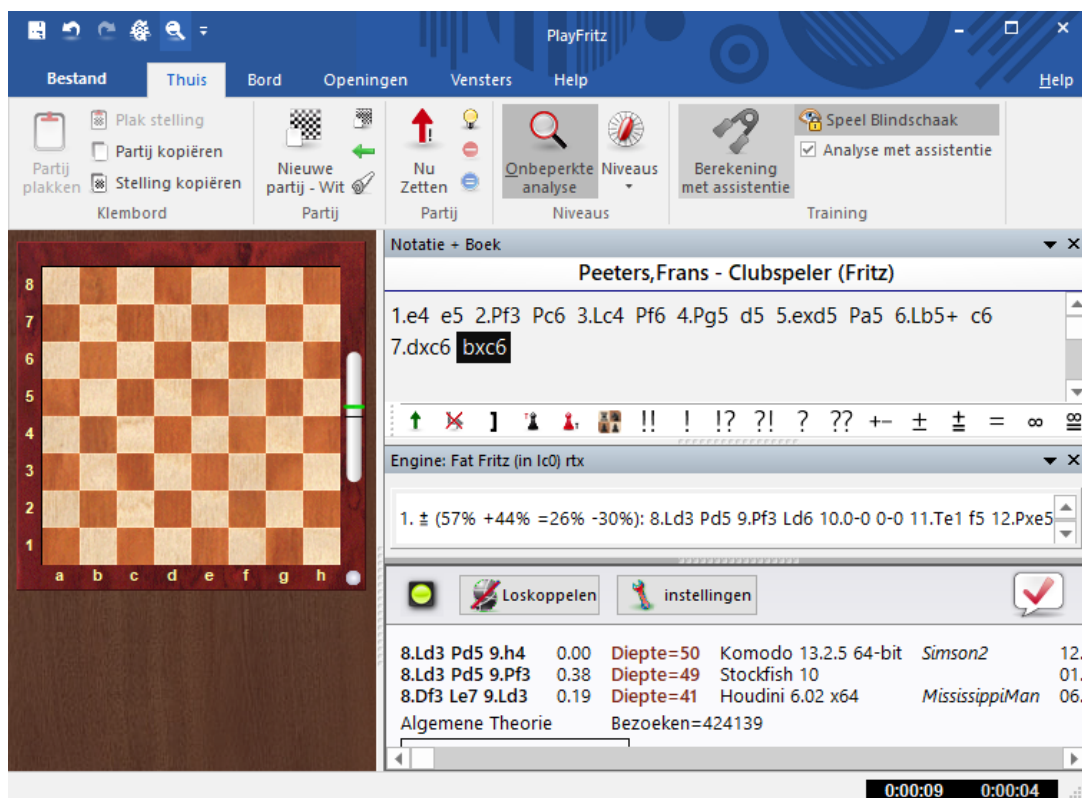 PlayFritz
Bestand Thuis Bord Openingen Vensters Help Help
Partij plakken
Plak stelling
Partij kopiëren
Stelling kopiëren
Klembord
Nieuwe partij - Wit
Partij
Nu Zetten
Partij
Onbeperkte analyse
Niveaus
Niveaus
Berekening met assistentie
Speel Blindschaak
Analyse met assistentie
Training
8
7
6
5
4
3
2
1
a b c d e f g h
Notatie + Boek
Peeters,Frans - Clubspeler (Fritz)
1.e4 e5 2.Pf3 Pc6 3.Lc4 Pf6 4.Pg5 d5 5.exd5 Pa5 6.Lb5+ c6
7.dxc6 bxc6
] !! ! !? ?! ? ?? +− ± ⩲ = ∞
Engine: Fat Fritz (in lc0) rtx
1. ⩲ (57% +44% =26% -30%): 8.Ld3 Pd5 9.Pf3 Ld6 10.0-0 0-0 11.Te1 f5 12.Pxe5
Loskoppelen instellingen
8.Ld3 Pd5 9.h4 0.00 Diepte=50 Komodo 13.2.5 64-bit Simson2 12.
8.Ld3 Pd5 9.Pf3 0.38 Diepte=49 Stockfish 10 01.
8.Df3 Le7 9.Ld3 0.19 Diepte=41 Houdini 6.02 x64 MississippiMan 06.
Algemene Theorie Bezoeken=424139
0:00:09 0:00:04